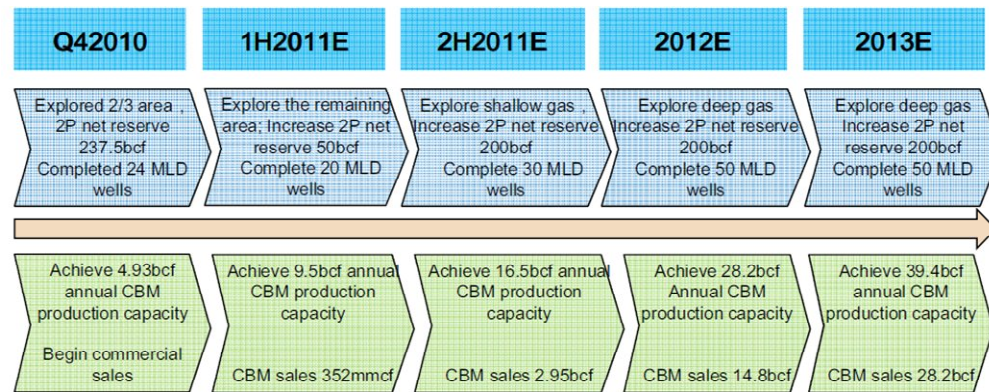 Q42010
1H2011E
2H2011E
2012E
2013E
Explored 2/3 area ,
2P net reserve
237.5bcf
Completed 24 MLD
wells
Explore the remaining
area; Increase 2P net
reserve 50bcf
Complete 20 MLD
wells
Explore shallow gas ,
Increase 2P net reserve
200bcf
Complete 30 MLD
wells
Explore deep gas
Increase 2P net reserve
200bcf
Complete 50 MLD
wells
Explore deep gas
Increase 2P net
reserve 200bcf
Complete 50 MLD
wells
Achieve 4.93bcf
annual CBM
production capacity
Begin commercial
sales
Achieve 9.5bcf annual
CBM production
capacity
CBM sales 352mmcf
Achieve 16.5bcf annual
CBM production
capacity
CBM sales 2.95bcf
Achieve 28.2bcf
Annual CBM
production capacity
CBM sales 14.8bcf
Achieve 39.4bcf
annual CBM
production capacity
CBM sales 28.2bcf